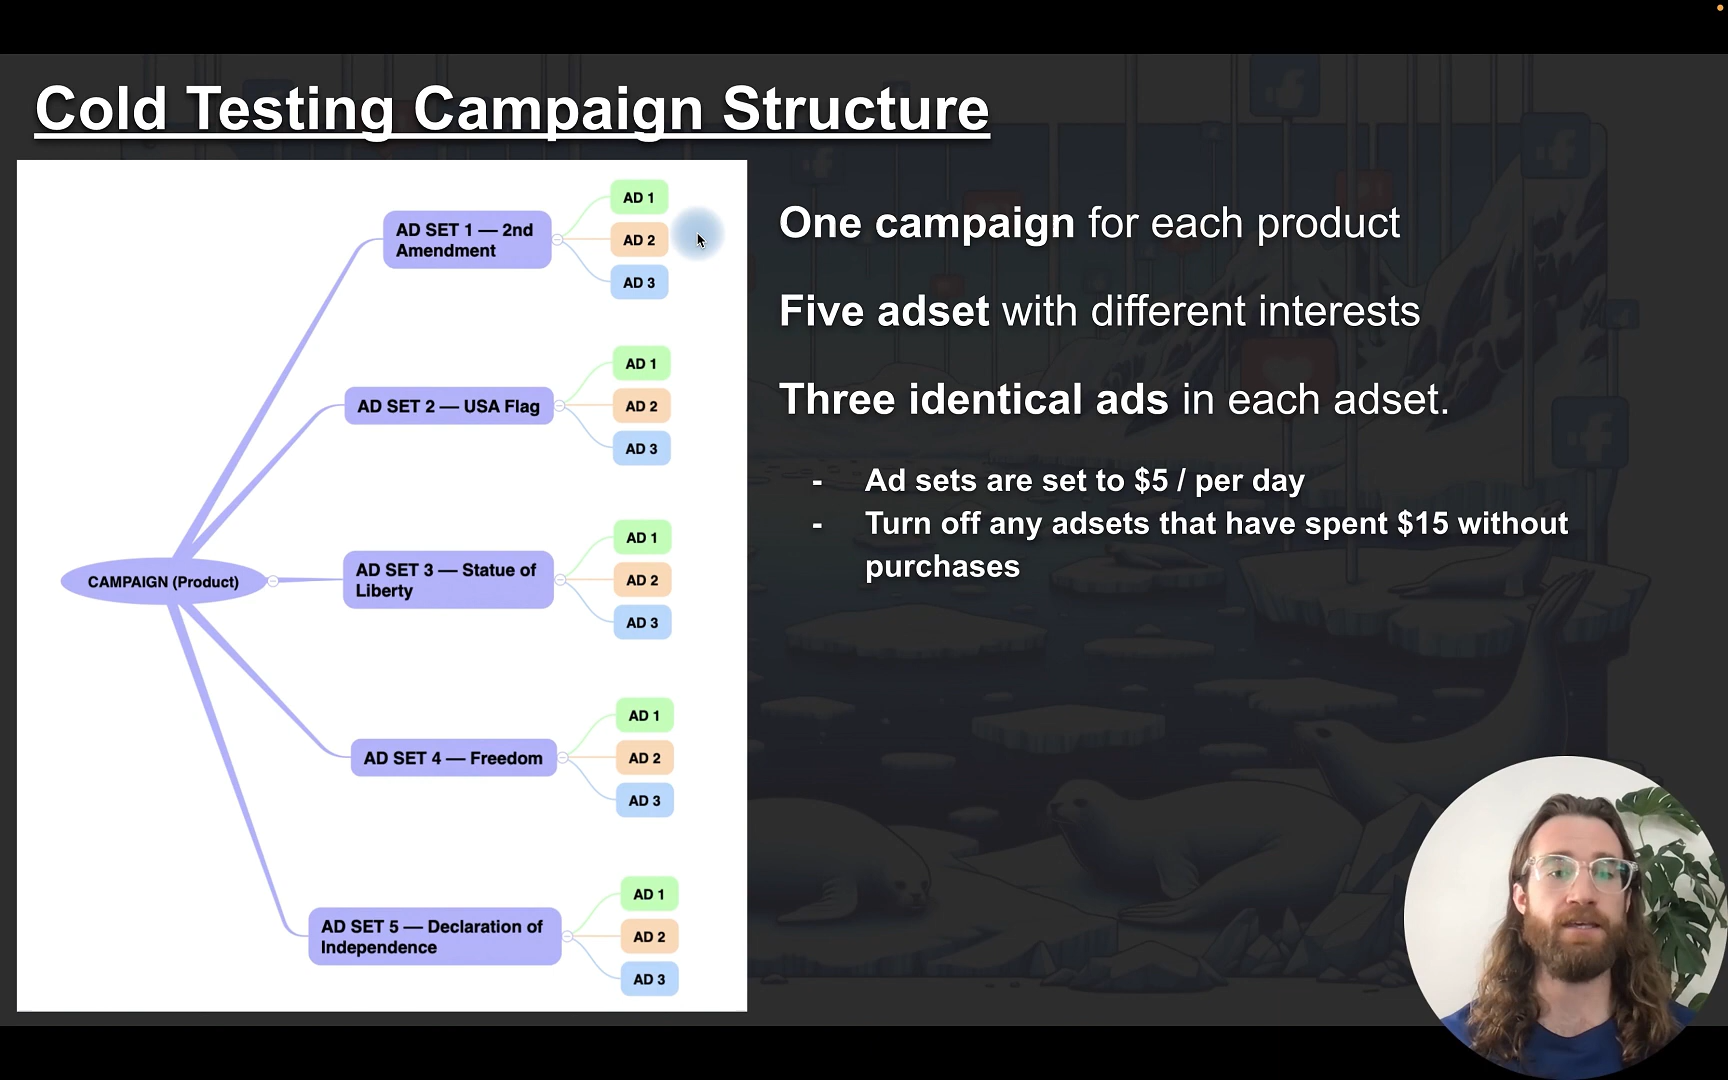 Cold Testing Campaign Structure
CAMPAIGN (Product)
AD SET 1 — 2nd
Amendment
AD 1
AD 2
AD 3
AD SET 2 — USA Flag
AD 1
AD 2
AD 3
AD SET 3 — Statue of
Liberty
AD 1
AD 2
AD 3
AD SET 4 — Freedom
AD 1
AD 2
AD 3
AD SET 5 — Declaration of
Independence
AD 1
AD 2
AD 3
One campaign for each product
Five adset with different interests
Three identical ads in each adset.
- Ad sets are set to $5 / per day
- Turn off any adsets that have spent $15 without
purchases